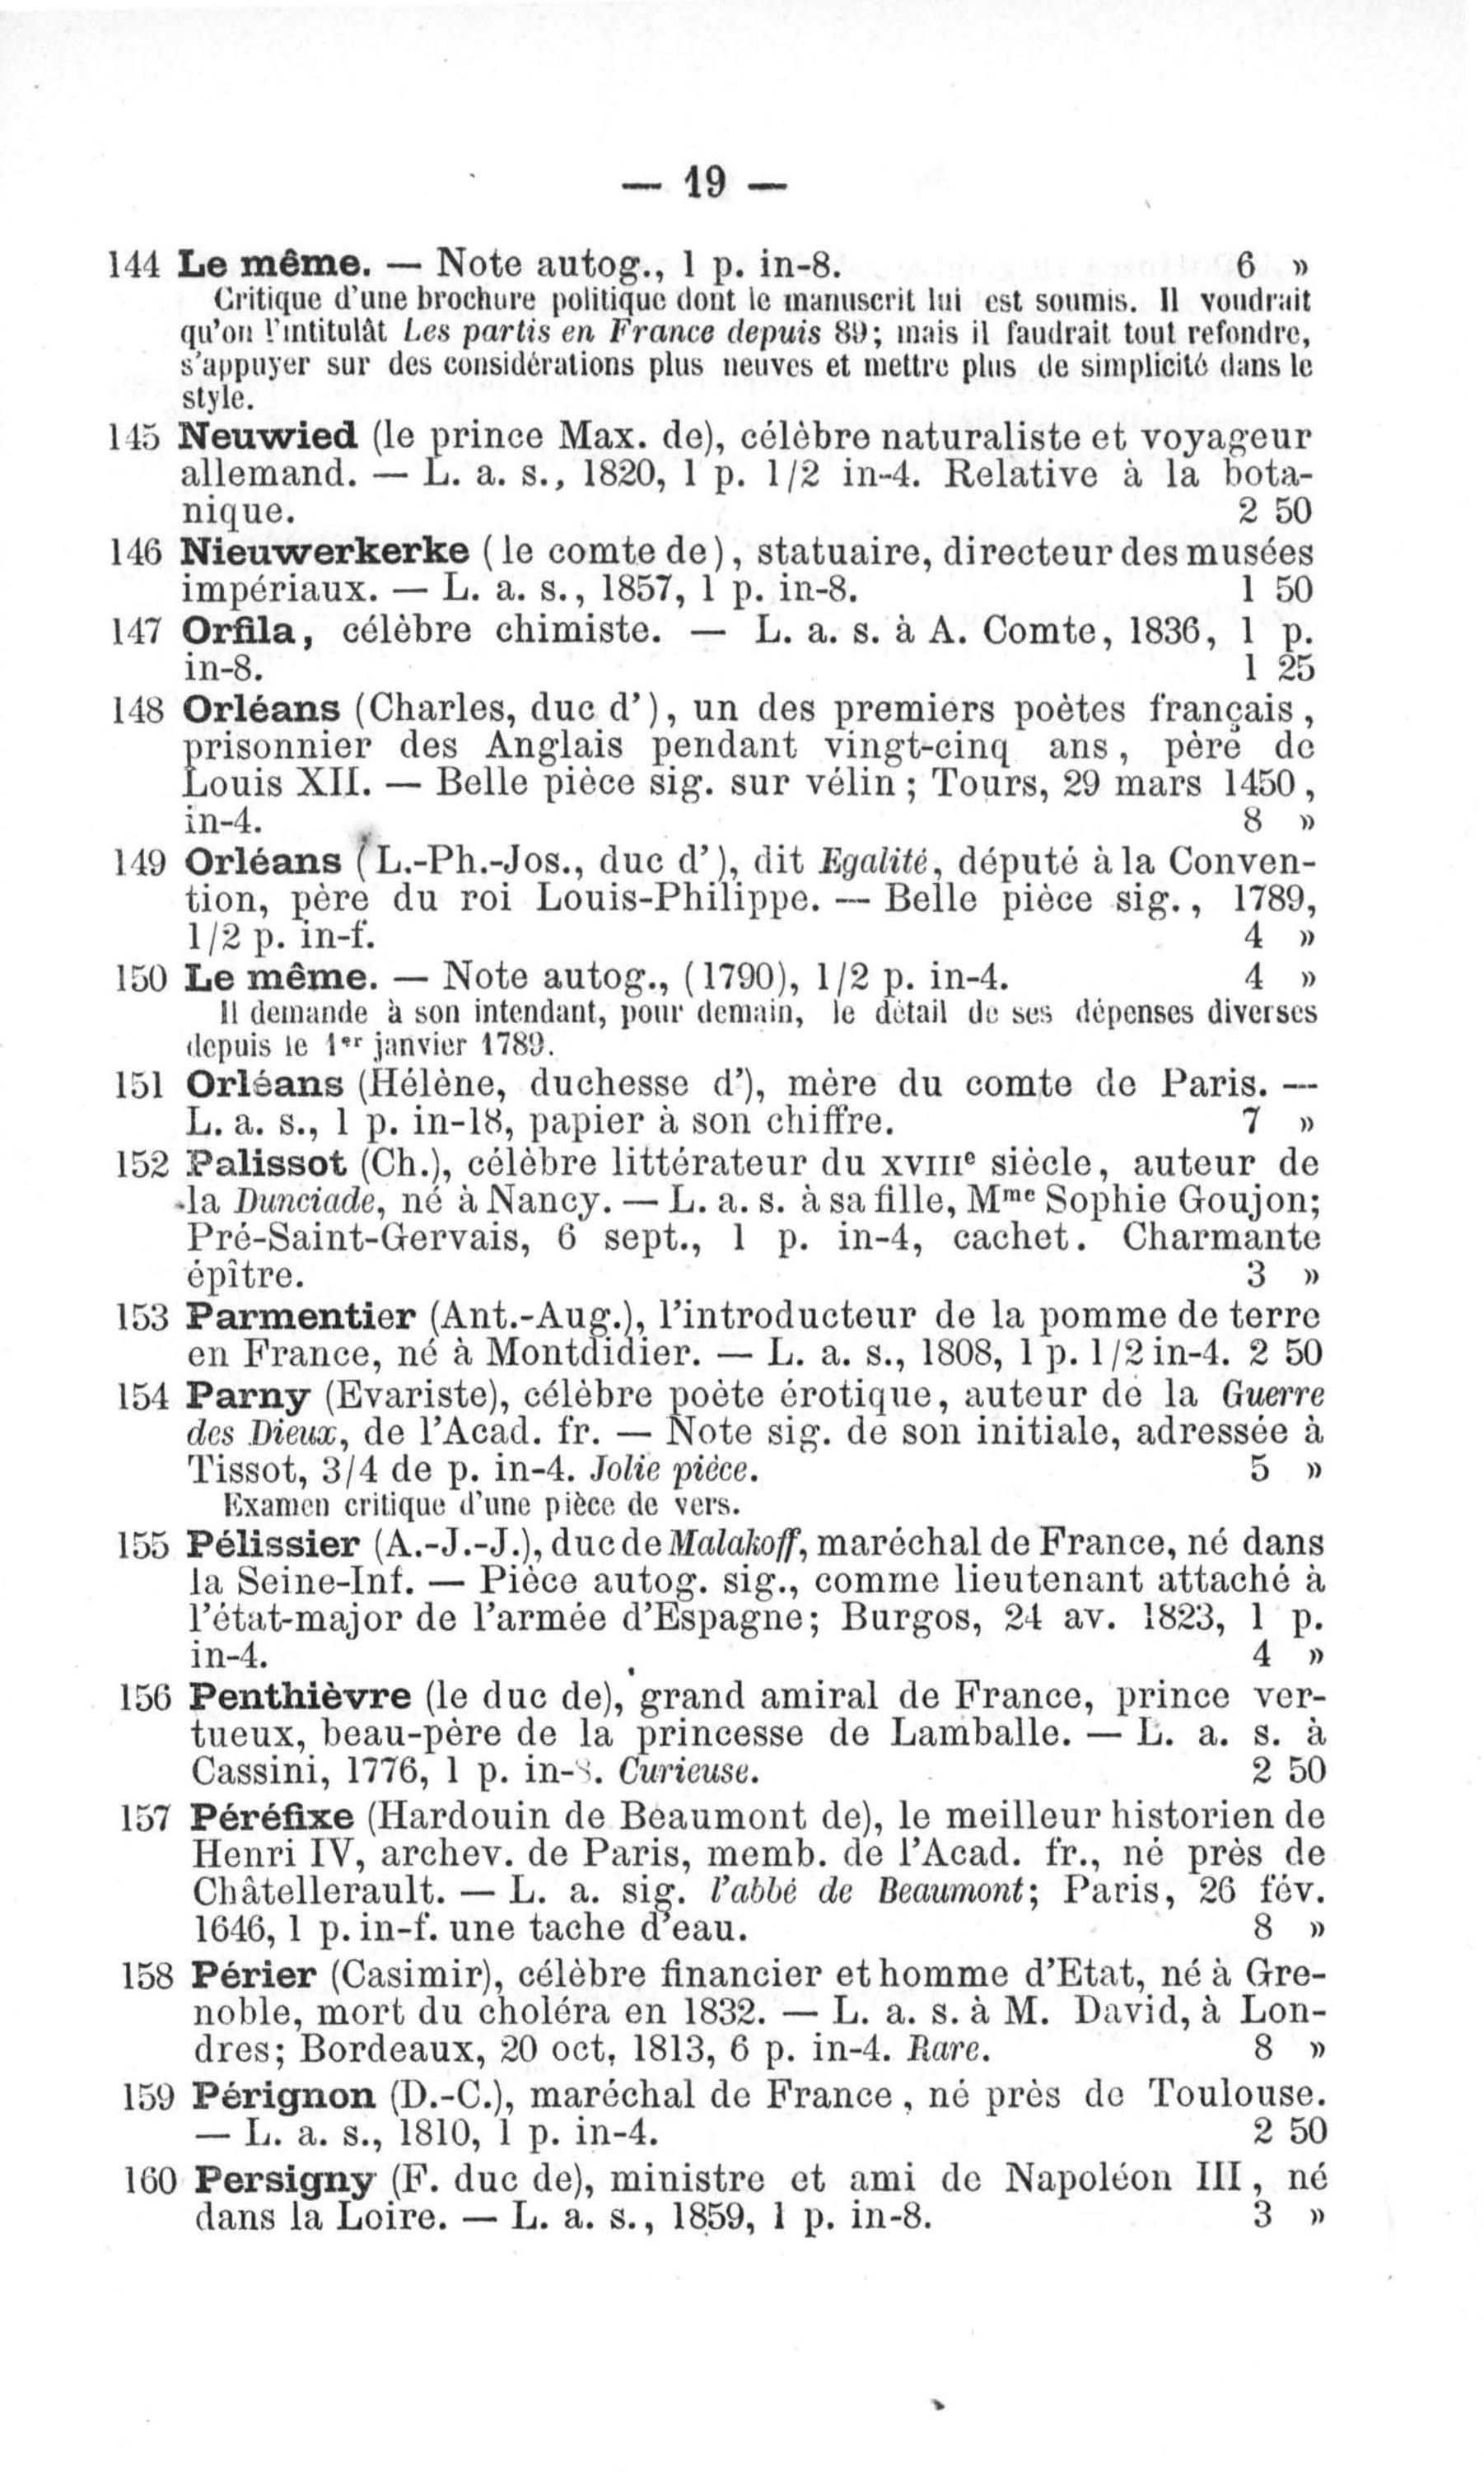 — 19 —
144 Le même. — Note autog., 1 p. in-8. 6 »
Critique d'une brochure politique dont le manuscrit lui est soumis. Il voudrait
qu'on l'intitulât Les partis en France depuis 89; mais il faudrait tout refondre,
s'appuyer sur des considérations plus neuves et mettre plus de simplicité dans le
style.
145 Neuwied (le prince Max. de), célèbre naturaliste et voyageur
allemand. — L. a. s., 1820, 1 p. 1/2 in-4. Relative à la bota-
nique. 2 50
146 Nieuwerkerke (le comte de), statuaire, directeur des musées
impériaux. — L. a. s., 1857, 1 p. in-8. 1 50
147 Orfila, célèbre chimiste. — L. a. s. à A. Comte, 1836, 1 p.
in-8. 1 25
148 Orléans (Charles, duc d'), un des premiers poètes français,
prisonnier des Anglais pendant vingt-cinq ans, père de
Louis XII. — Belle pièce sig. sur vélin; Tours, 29 mars 1450,
in-4. 8 »
149 Orléans (L.-Ph.-Jos., duc d'), dit Egalité, député à la Conven-
tion, père du roi Louis-Philippe. — Belle pièce sig., 1789,
1/2 p. in-f. 4 »
150 Le même. — Note autog., (1790), 1/2 p. in-4. 4 »
Il demande à son intendant, pour demain, le détail de ses dépenses diverses
depuis le 1er janvier 1789.
151 Orléans (Hélène, duchesse d'), mère du comte de Paris. —
L. a. s., 1 p. in-18, papier à son chiffre. 7 »
152 Palissot (Ch.), célèbre littérateur du XVIIIe siècle, auteur de
la Dunciade, né à Nancy. — L. a. s. à sa fille, Mme Sophie Goujon;
Pré-Saint-Gervais, 6 sept., 1 p. in-4, cachet. Charmante
épître. 3 »
153 Parmentier (Ant.-Aug.), l'introducteur de la pomme de terre
en France, né à Montdidier. — L. a. s., 1808, 1 p. 1/2 in-4. 2 50
154 Parny (Evariste), célèbre poète érotique, auteur de la Guerre
des Dieux, de l'Acad. fr. — Note sig. de son initiale, adressée à
Tissot, 3/4 de p. in-4. Jolie pièce. 5 »
Examen critique d'une pièce de vers.
155 Pélissier (A.-J.-J.), duc de Malakoff, maréchal de France, né dans
la Seine-Inf. — Pièce autog. sig., comme lieutenant attaché à
l'état-major de l'armée d'Espagne; Burgos, 24 av. 1823, 1 p.
in-4. 4 »
156 Penthièvre (le duc de), grand amiral de France, prince ver-
tueux, beau-père de la princesse de Lamballe. — L. a. s. à
Cassini, 1776, 1 p. in-8. Curieuse. 2 50
157 Péréfixe (Hardouin de Beaumont de), le meilleur historien de
Henri IV, archev. de Paris, memb. de l'Acad. fr., né près de
Châtellerault. — L. a. sig. l'abbé de Beaumont; Paris, 26 fév.
1646, 1 p. in-f. une tache d'eau. 8 »
158 Périer (Casimir), célèbre financier et homme d'Etat, né à Gre-
noble, mort du choléra en 1832. — L. a. s. à M. David, à Lon-
dres; Bordeaux, 20 oct, 1813, 6 p. in-4. Rare. 8 »
159 Pérignon (D.-C.), maréchal de France, né près de Toulouse.
— L. a. s., 1810, 1 p. in-4. 2 50
160 Persigny (F. duc de), ministre et ami de Napoléon III, né
dans la Loire. — L. a. s., 1859, 1 p. in-8. 3 »